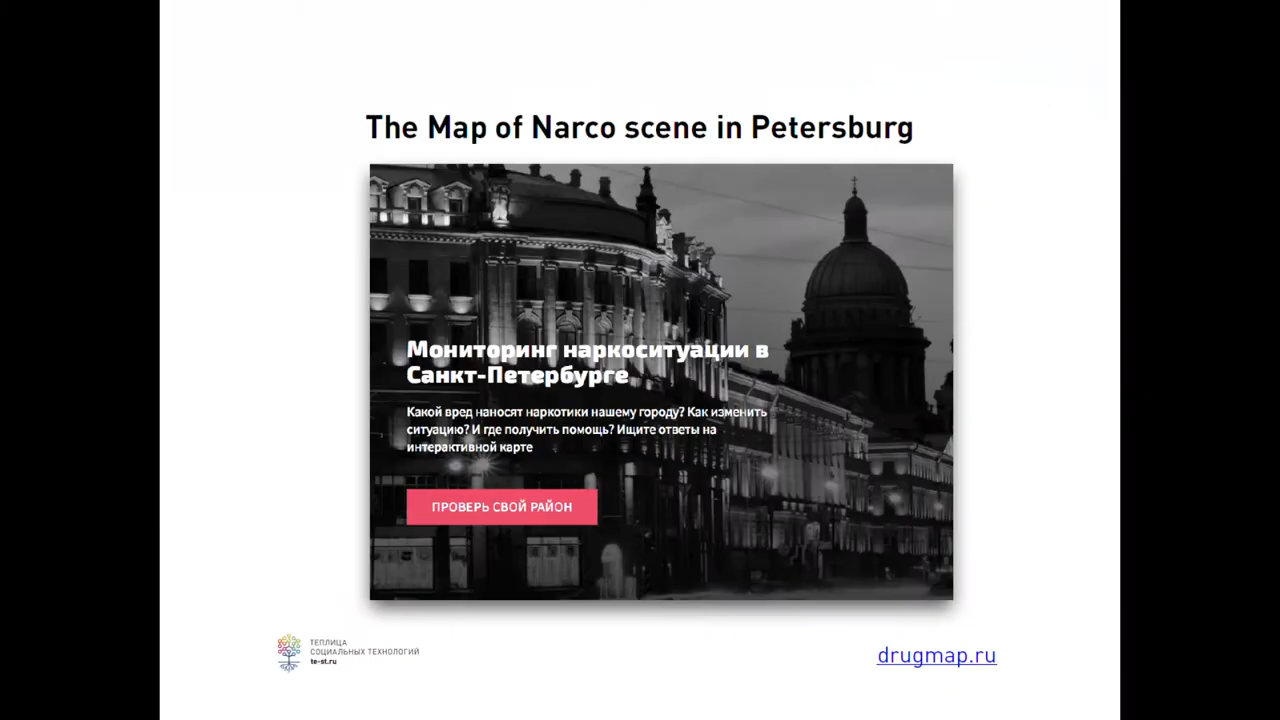 The Map of Narco scene in Petersburg
Мониторинг наркоситуации в
Санкт-Петербурге
Какой вред наносят наркотики нашему городу? Как изменить
ситуацию? И где получить помощь? Ищите ответы на
интерактивной карте
ПРОВЕРЬ СВОЙ РАЙОН
ТЕПЛИЦА
СОЦИАЛЬНЫХ ТЕХНОЛОГИЙ
te-st.ru
drugmap.ru